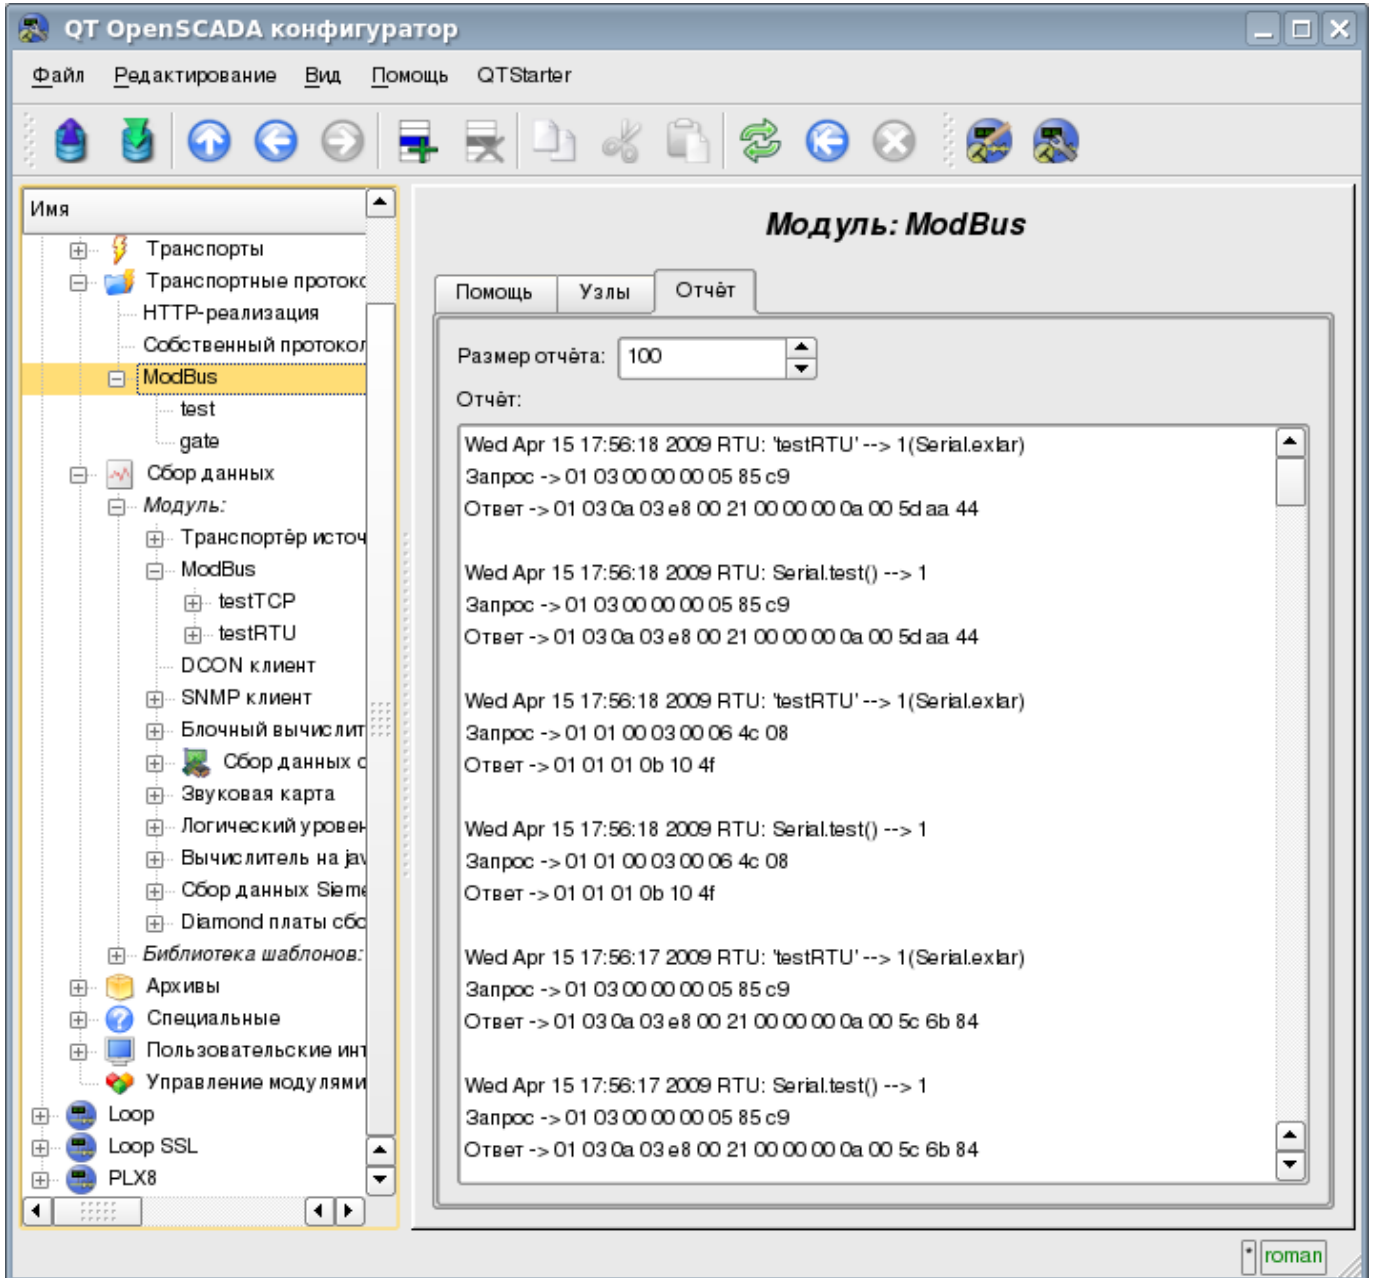 QT OpenSCADA конфигуратор
Файл Редактирование Вид Помощь QTStarter
Имя
Транспорты
Транспортные протокс
HTTP-реализация
Собственный протокол
ModBus
test
gate
Сбор данных
Модуль:
Транспортёр источ
ModBus
testTCP
testRTU
DCON клиент
SNMP клиент
Блочный вычислит
Сбор данных с
Звуковая карта
Логический уровен
Вычислитель на jav
Сбор данных Sieme
Diamond платы сбо
Библиотека шаблонов:
Архивы
Специальные
Пользовательские инт
Управление модулями
Loop
Loop SSL
PLX8
Модуль: ModBus
Помощь Узлы Отчёт
Размер отчёта: 100
Отчёт:
Wed Apr 15 17:56:18 2009 RTU: 'testRTU' --> 1(Serial.exlar)
Запрос -> 01 03 00 00 00 05 85 c9
Ответ -> 01 03 0a 03 e8 00 21 00 00 00 0a 00 5d aa 44
Wed Apr 15 17:56:18 2009 RTU: Serial.test() --> 1
Запрос -> 01 03 00 00 00 05 85 c9
Ответ -> 01 03 0a 03 e8 00 21 00 00 00 0a 00 5d aa 44
Wed Apr 15 17:56:18 2009 RTU: 'testRTU' --> 1(Serial.exlar)
Запрос -> 01 01 00 03 00 06 4c 08
Ответ -> 01 01 01 0b 10 4f
Wed Apr 15 17:56:18 2009 RTU: Serial.test() --> 1
Запрос -> 01 01 00 03 00 06 4c 08
Ответ -> 01 01 01 0b 10 4f
Wed Apr 15 17:56:17 2009 RTU: 'testRTU' --> 1(Serial.exlar)
Запрос -> 01 03 00 00 00 05 85 c9
Ответ -> 01 03 0a 03 e8 00 21 00 00 00 0a 00 5c 6b 84
Wed Apr 15 17:56:17 2009 RTU: Serial.test() --> 1
Запрос -> 01 03 00 00 00 05 85 c9
Ответ -> 01 03 0a 03 e8 00 21 00 00 00 0a 00 5c 6b 84
* roman